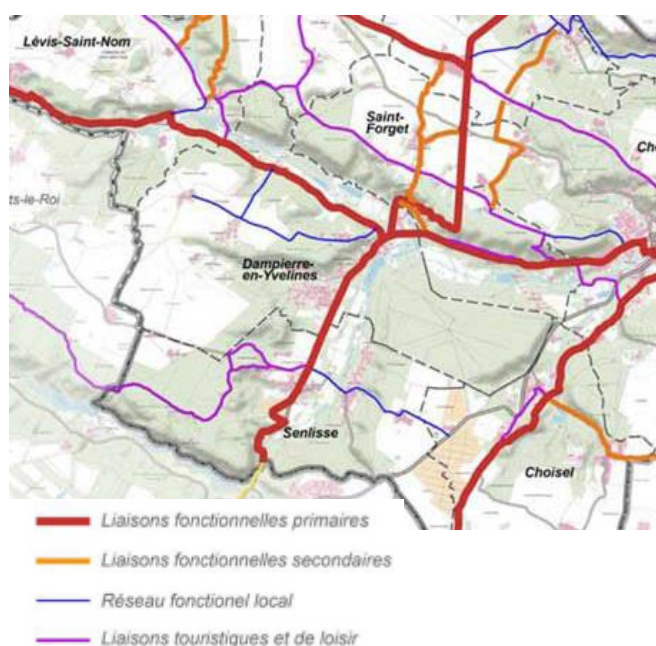 Lévis-Saint-Nom
Saint-
Forget
?
Che
ts-le-Roi
Dampierre-
en-Yvelines
Senlisse
Choisel
Liaisons fonctionnelles primaires
Liaisons fonctionnelles secondaires
Réseau fonctionel local
Liaisons touristiques et de loisir